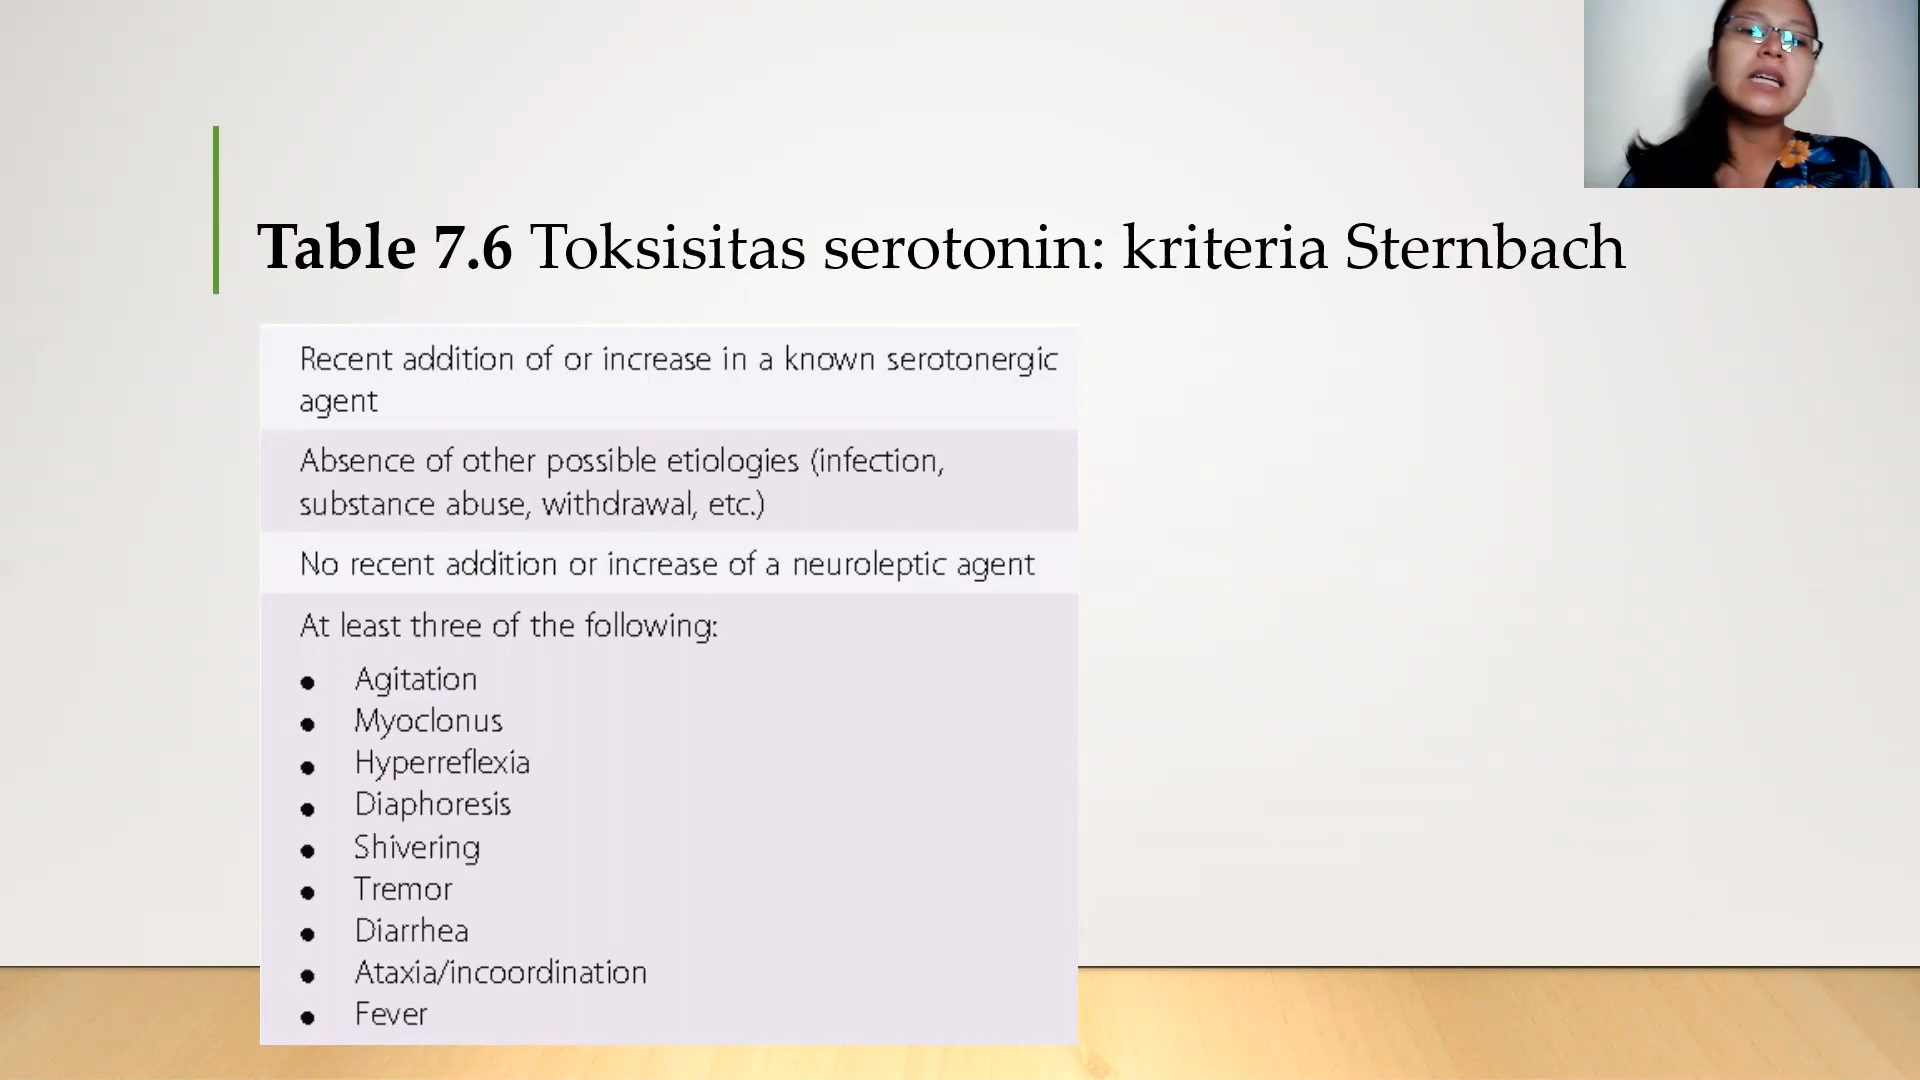 Table 7.6 Toksisitas serotonin: kriteria Sternbach
Recent addition of or increase in a known serotonergic
agent
Absence of other possible etiologies (infection,
substance abuse, withdrawal, etc.)
No recent addition or increase of a neuroleptic agent
At least three of the following:
● Agitation
● Myoclonus
● Hyperreflexia
● Diaphoresis
● Shivering
● Tremor
● Diarrhea
● Ataxia/incoordination
● Fever